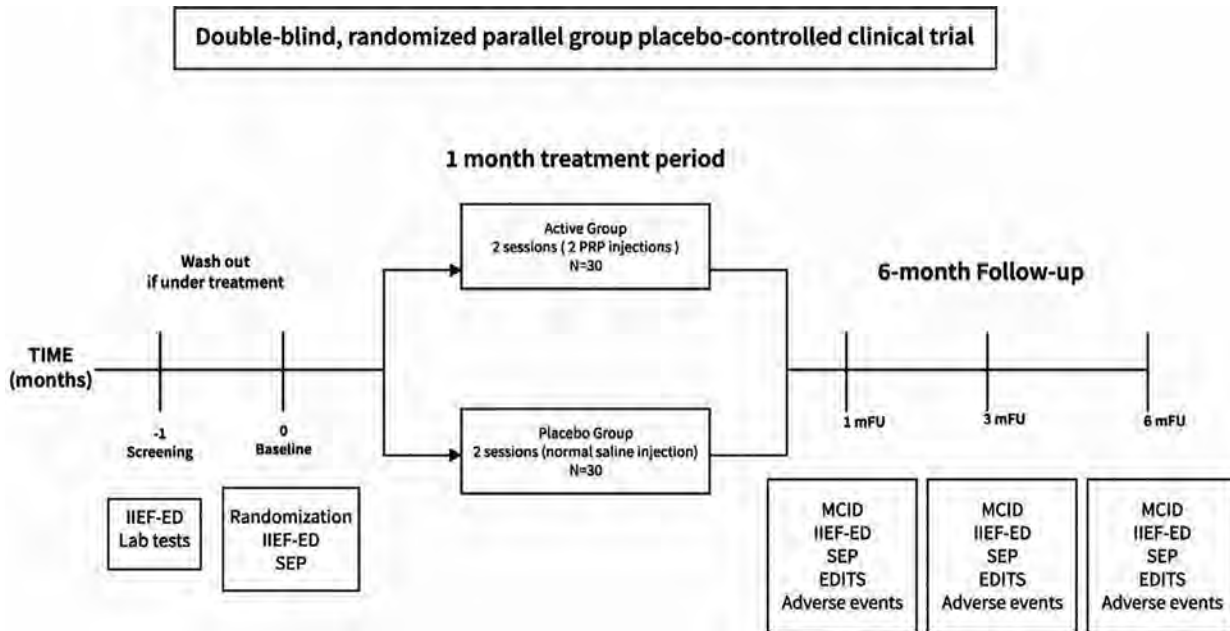 Double-blind, randomized parallel group placebo-controlled clinical trial
1 month treatment period
Active Group
2 sessions ( 2 PRP injections )
N=30
Wash out
if under treatment
6-month Follow-up
TIME
(months)
-1
Screening
0
Baseline
Placebo Group
2 sessions (normal saline injection)
N=30
1 mFU
3 mFU
6 mFU
IIEF-ED
Lab tests
Randomization
IIEF-ED
SEP
MCID
IIEF-ED
SEP
EDITS
Adverse events
MCID
IIEF-ED
SEP
EDITS
Adverse events
MCID
IIEF-ED
SEP
EDITS
Adverse events